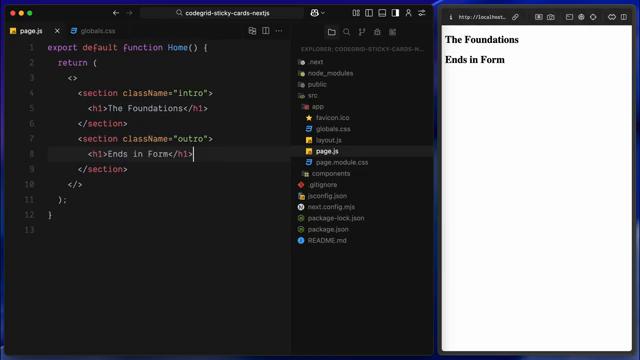 codegrid-sticky-cards-nextjs
page.js
globals.css
1 export default function Home() {
2 return (
3 <>
4 <section className="intro">
5 <h1>The Foundations</h1>
6 </section>
7 <section className="outro">
8 <h1>Ends in Form</h1>
9 </section>
10 </>
11 );
12 }
13
EXPLORER: CODEGRID-STICKY-CARDS-NEXTJS
.next
node_modules
public
src
app
favicon.ico
globals.css
layout.js
page.js
page.module.css
components
.gitignore
jsconfig.json
next.config.mjs
package-lock.json
package.json
README.md
http://localhost...
The Foundations
Ends in Form